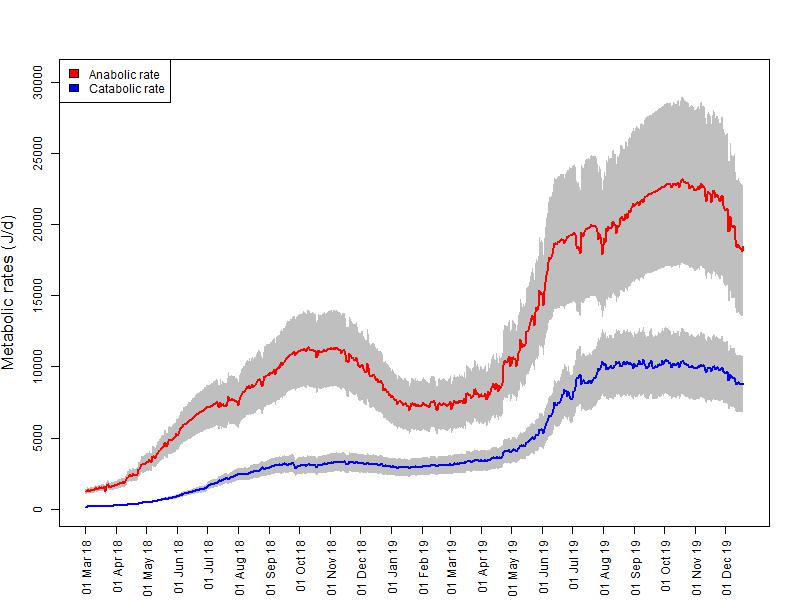 Anabolic rate
Catabolic rate
Metabolic rates (J/d)
30000
25000
20000
15000
10000
5000
0
01 Mar 18
01 Apr 18
01 May 18
01 Jun 18
01 Jul 18
01 Aug 18
01 Sep 18
01 Oct 18
01 Nov 18
01 Dec 18
01 Jan 19
01 Feb 19
01 Mar 19
01 Apr 19
01 May 19
01 Jun 19
01 Jul 19
01 Aug 19
01 Sep 19
01 Oct 19
01 Nov 19
01 Dec 19